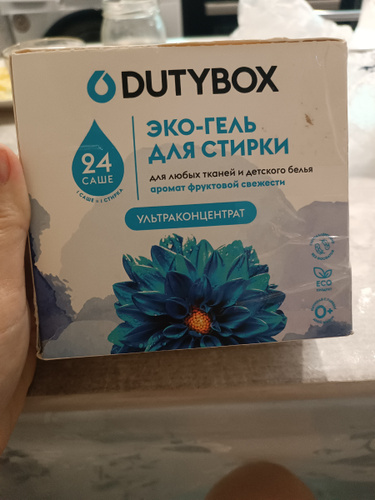 DUTYBOX
ЭКО-ГЕЛЬ
ДЛЯ СТИРКИ
для любых тканей и детского белья
аромат фруктовой свежести
24
САШЕ
1 САШЕ = 1 СТИРКА
УЛЬТРАКОНЦЕНТРАТ
ECO
0+